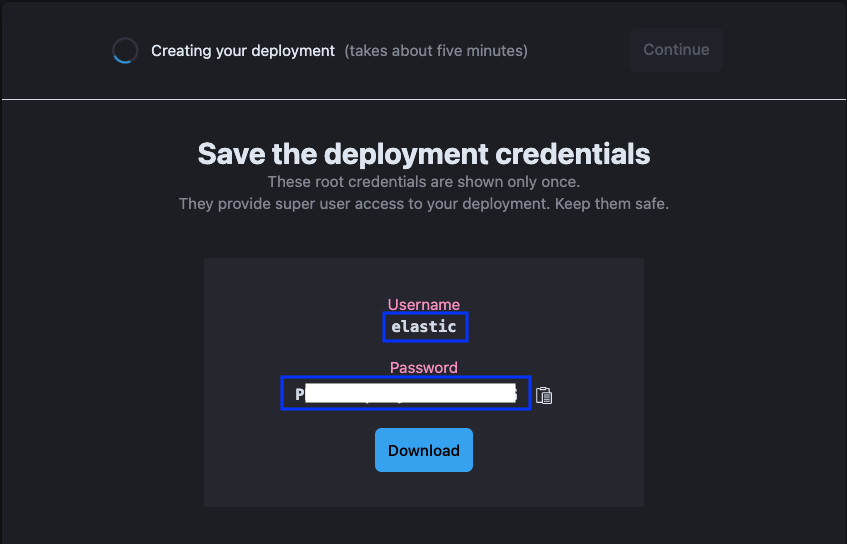 Creating your deployment (takes about five minutes)
Continue
Save the deployment credentials
These root credentials are shown only once.
They provide super user access to your deployment. Keep them safe.
Username
elastic
Password
Download